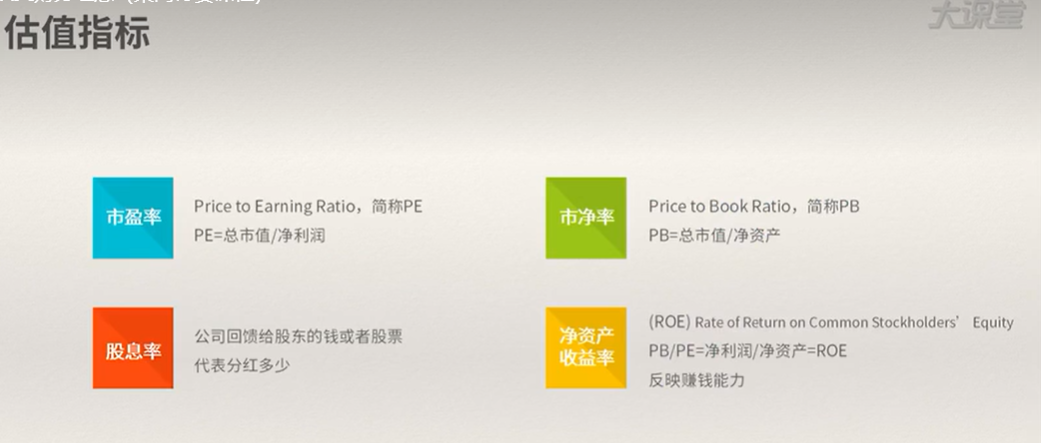 估值指标
大课堂
市盈率
Price to Earning Ratio，简称PE
PE=总市值/净利润
市净率
Price to Book Ratio，简称PB
PB=总市值/净资产
股息率
公司回馈给股东的钱或者股票
代表分红多少
净资产
收益率
(ROE) Rate of Return on Common Stockholders’ Equity
PB/PE=净利润/净资产=ROE
反映赚钱能力